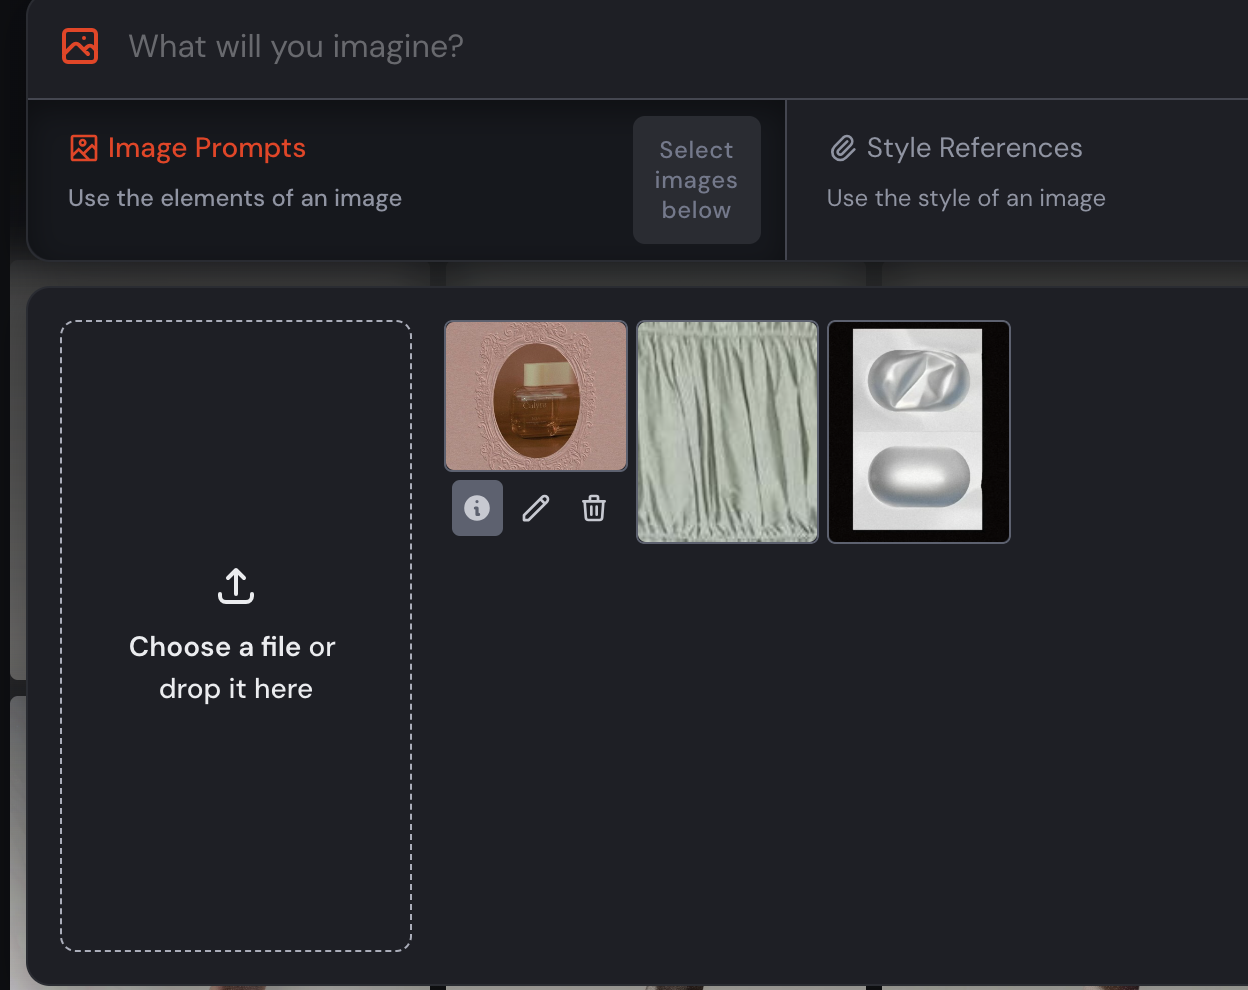 What will you imagine?
Image Prompts
Use the elements of an image
Select
images
below
Style References
Use the style of an image
Choose a file or
drop it here